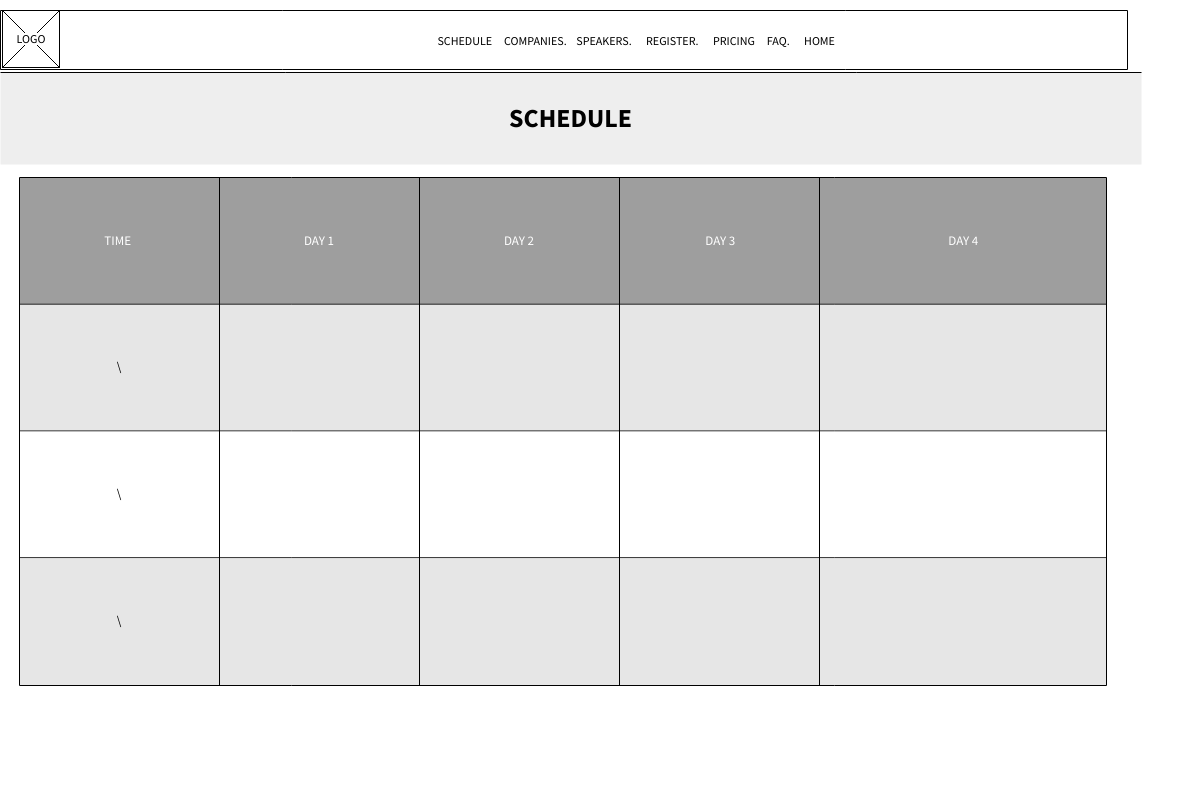 LOGO
SCHEDULE COMPANIES. SPEAKERS. REGISTER. PRICING FAQ. HOME
SCHEDULE
TIME DAY 1 DAY 2 DAY 3 DAY 4
\
\
\